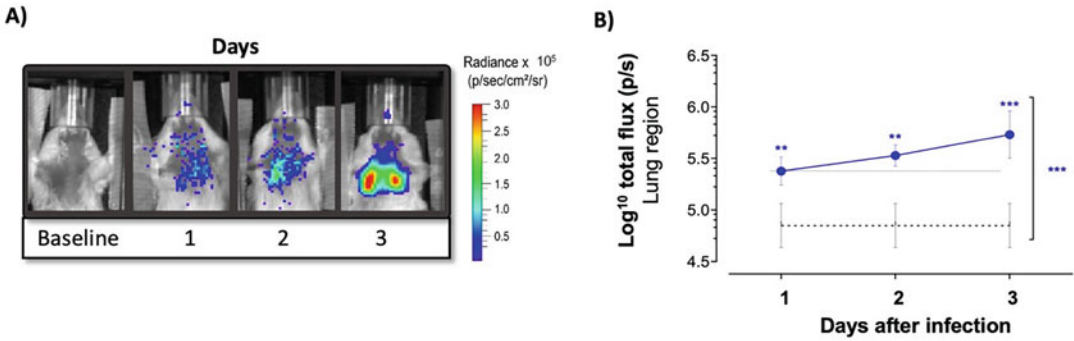 A)
Days
Baseline 1 2 3
Radiance x 10⁵
(p/sec/cm²/sr)
3.0
2.0
1.5
1.0
0.5
B)
Log¹⁰ total flux (p/s)
Lung region
6.5
6.0
5.5
5.0
4.5
**
**
***
***
1 2 3
Days after infection